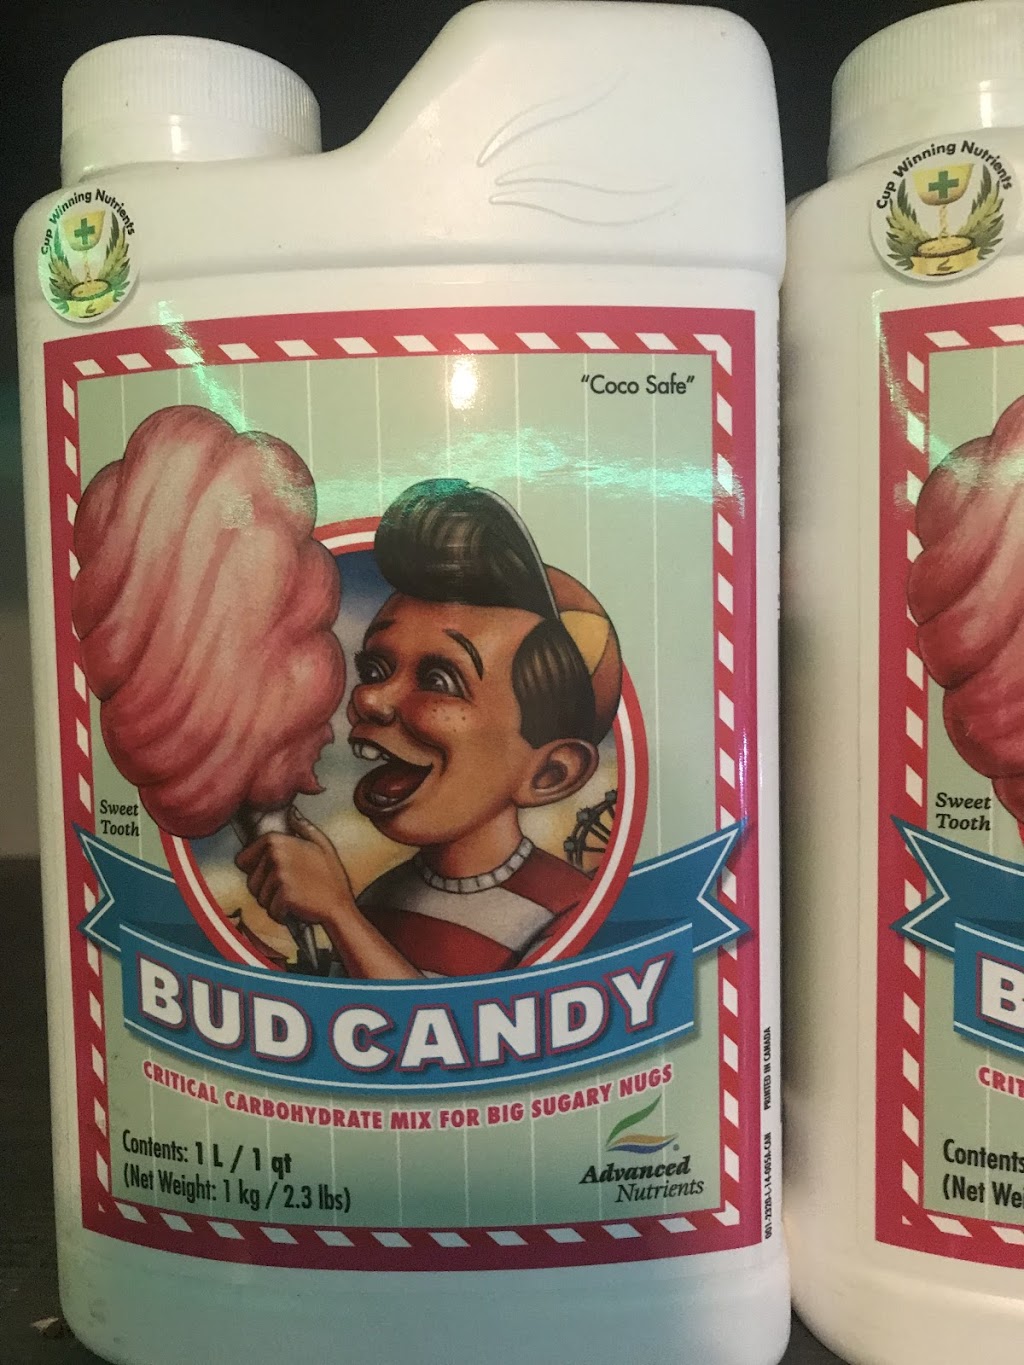 Cup Winning Nutrients
"Coco Safe"
Sweet
Tooth
BUD CANDY
CRITICAL CARBOHYDRATE MIX FOR BIG SUGARY NUGS
Contents: 1 L / 1 qt
(Net Weight: 1 kg / 2.3 lbs)
Advanced
Nutrients
PRINTED IN CANADA
Cup Winning Nutrients
Sweet
Tooth
B
CRIT
Contents
(Net We